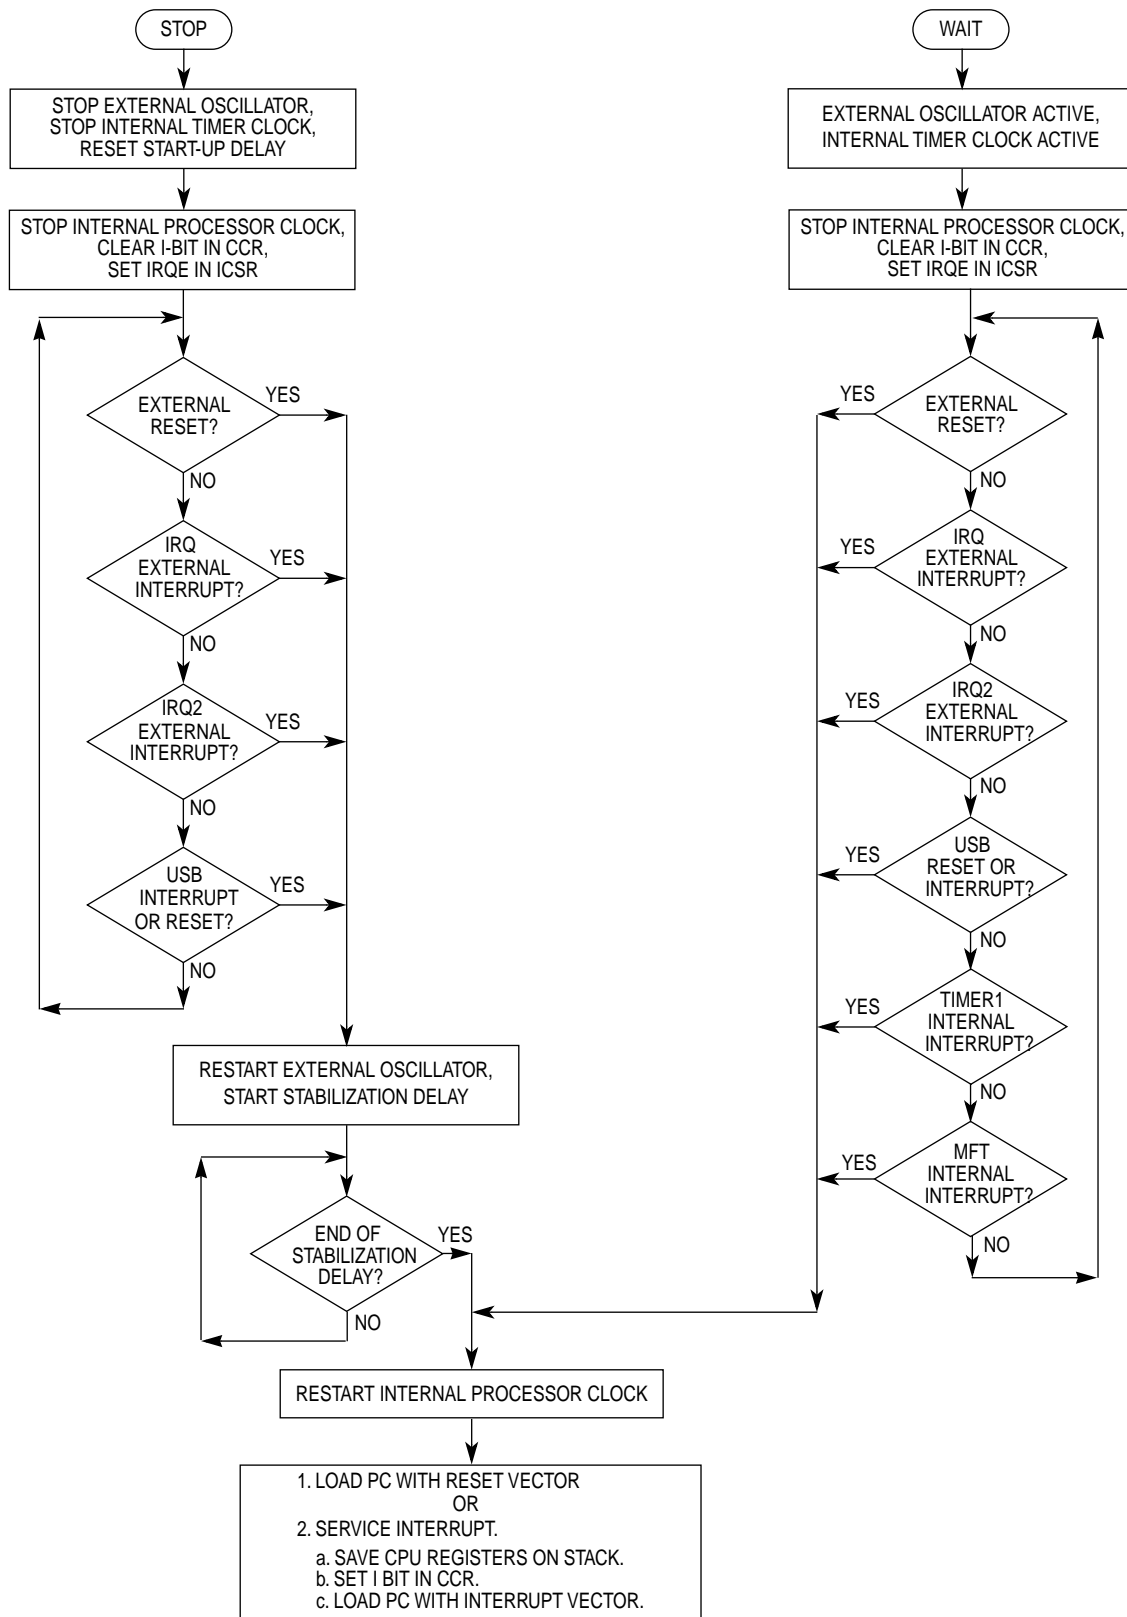 STOP
STOP EXTERNAL OSCILLATOR,
STOP INTERNAL TIMER CLOCK,
RESET START-UP DELAY
STOP INTERNAL PROCESSOR CLOCK,
CLEAR I-BIT IN CCR,
SET IRQE IN ICSR
EXTERNAL
RESET?
YES
NO
IRQ
EXTERNAL
INTERRUPT?
YES
NO
IRQ2
EXTERNAL
INTERRUPT?
YES
NO
USB
INTERRUPT
OR RESET?
YES
NO
RESTART EXTERNAL OSCILLATOR,
START STABILIZATION DELAY
END OF
STABILIZATION
DELAY?
YES
NO
WAIT
EXTERNAL OSCILLATOR ACTIVE,
INTERNAL TIMER CLOCK ACTIVE
STOP INTERNAL PROCESSOR CLOCK,
CLEAR I-BIT IN CCR,
SET IRQE IN ICSR
YES
EXTERNAL
RESET?
NO
YES
IRQ
EXTERNAL
INTERRUPT?
NO
YES
IRQ2
EXTERNAL
INTERRUPT?
NO
YES
USB
RESET OR
INTERRUPT?
NO
YES
TIMER1
INTERNAL
INTERRUPT?
NO
YES
MFT
INTERNAL
INTERRUPT?
NO
RESTART INTERNAL PROCESSOR CLOCK
1. LOAD PC WITH RESET VECTOR
OR
2. SERVICE INTERRUPT.
a. SAVE CPU REGISTERS ON STACK.
b. SET I BIT IN CCR.
c. LOAD PC WITH INTERRUPT VECTOR.